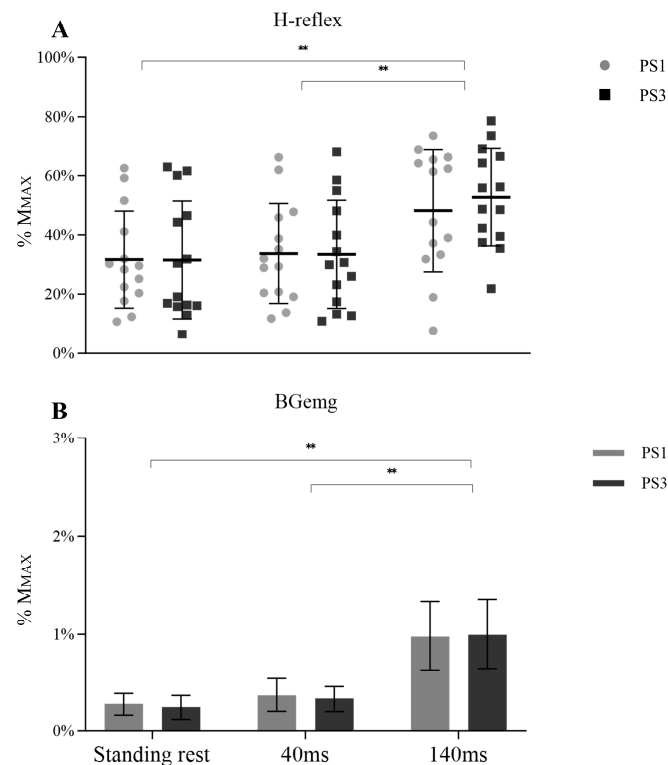 A
H-reflex
**
**
PS1
PS3
100%
80%
60%
40%
20%
0%
% MMAX
B
BGemg
**
**
PS1
PS3
3%
2%
1%
0%
% MMAX
Standing rest 40ms 140ms